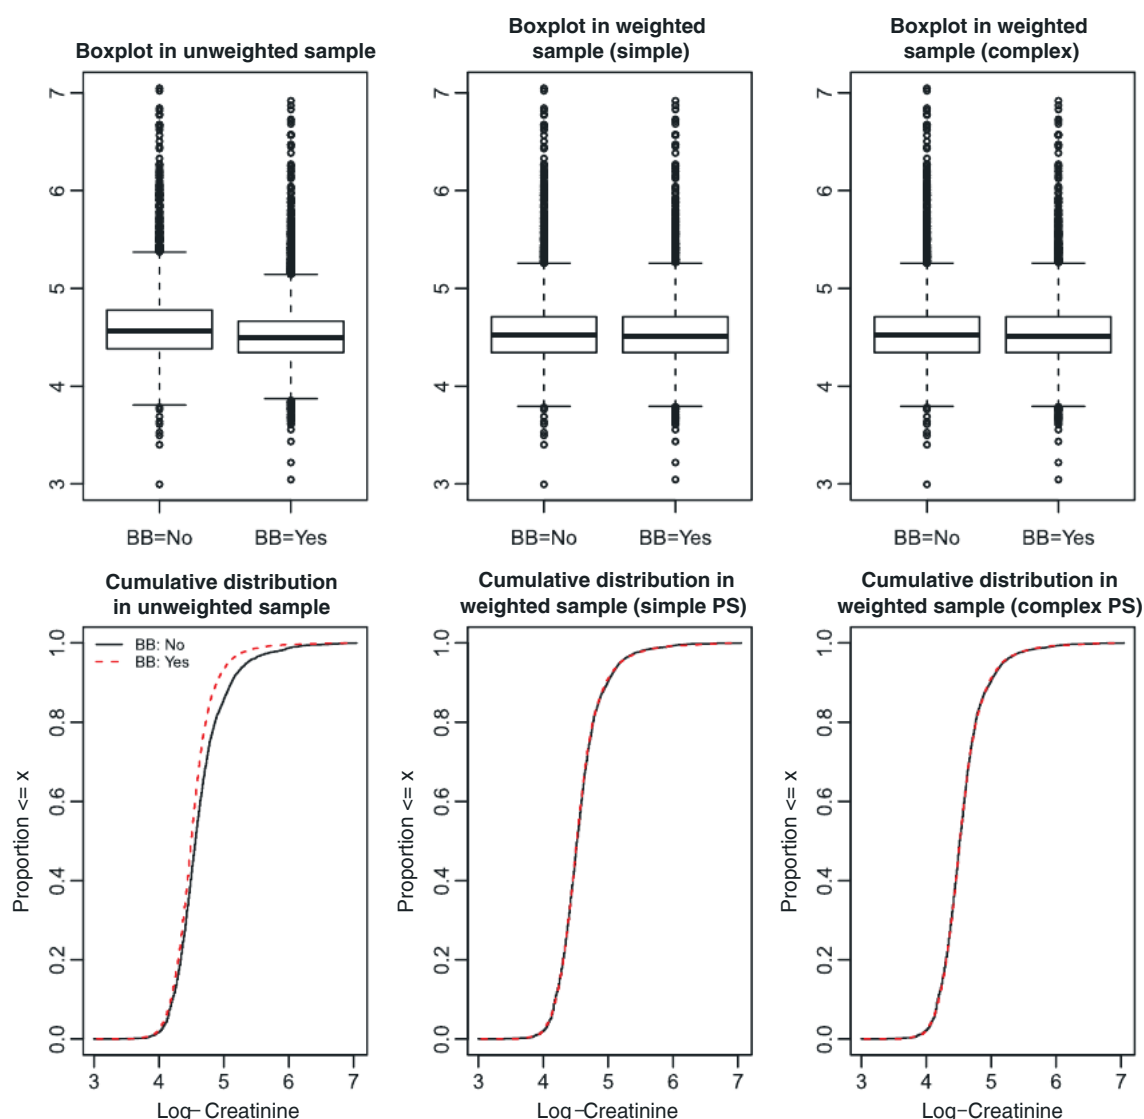 Boxplot in unweighted sample
7
6
5
4
3
BB=No BB=Yes
Boxplot in weighted
sample (simple)
7
6
5
4
3
BB=No BB=Yes
Boxplot in weighted
sample (complex)
7
6
5
4
3
BB=No BB=Yes
Cumulative distribution
in unweighted sample
BB: No
BB: Yes
Proportion <= x
1.0
0.8
0.6
0.4
0.2
0.0
3 4 5 6 7
Log–Creatinine
Cumulative distribution in
weighted sample (simple PS)
Proportion <= x
1.0
0.8
0.6
0.4
0.2
0.0
3 4 5 6 7
Log–Creatinine
Cumulative distribution in
weighted sample (complex PS)
Proportion <= x
1.0
0.8
0.6
0.4
0.2
0.0
3 4 5 6 7
Log–Creatinine